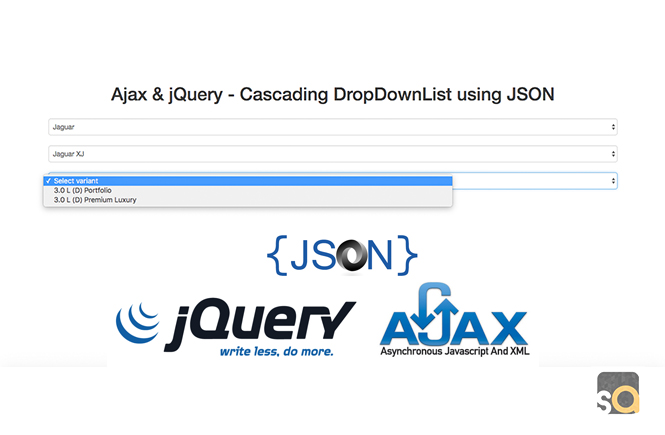 Ajax & jQuery - Cascading DropDownList using JSON
Jaguar
Jaguar XJ
✓ Select variant
3.0 L (D) Portfolio
3.0 L (D) Premium Luxury
{JSON}
jQuery
write less, do more.
AJAX
Asynchronous Javascript And XML
sa